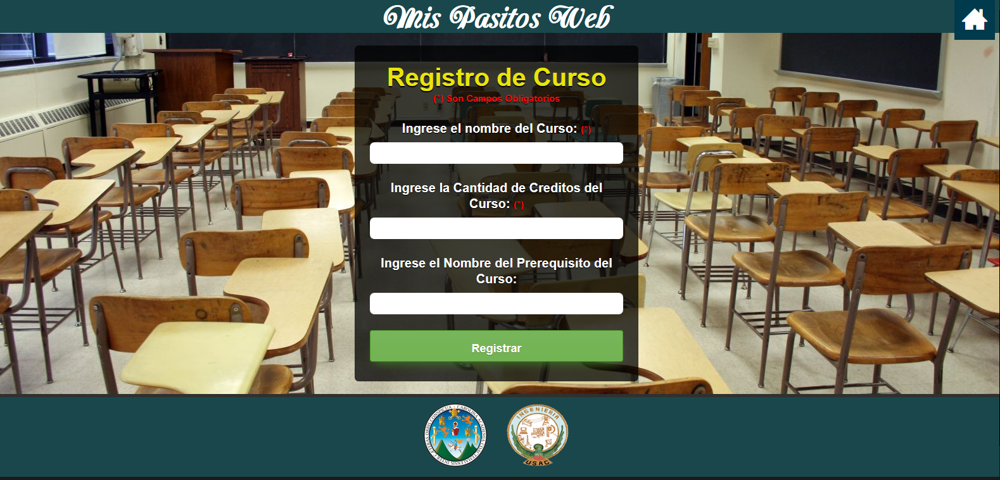 Mis Pasitos Web
Registro de Curso
(*) Son Campos Obligatorios
Ingrese el nombre del Curso: (*)
Ingrese la Cantidad de Creditos del
Curso: (*)
Ingrese el Nombre del Prerequisito del
Curso:
Registrar
INGENIERIA
USAC